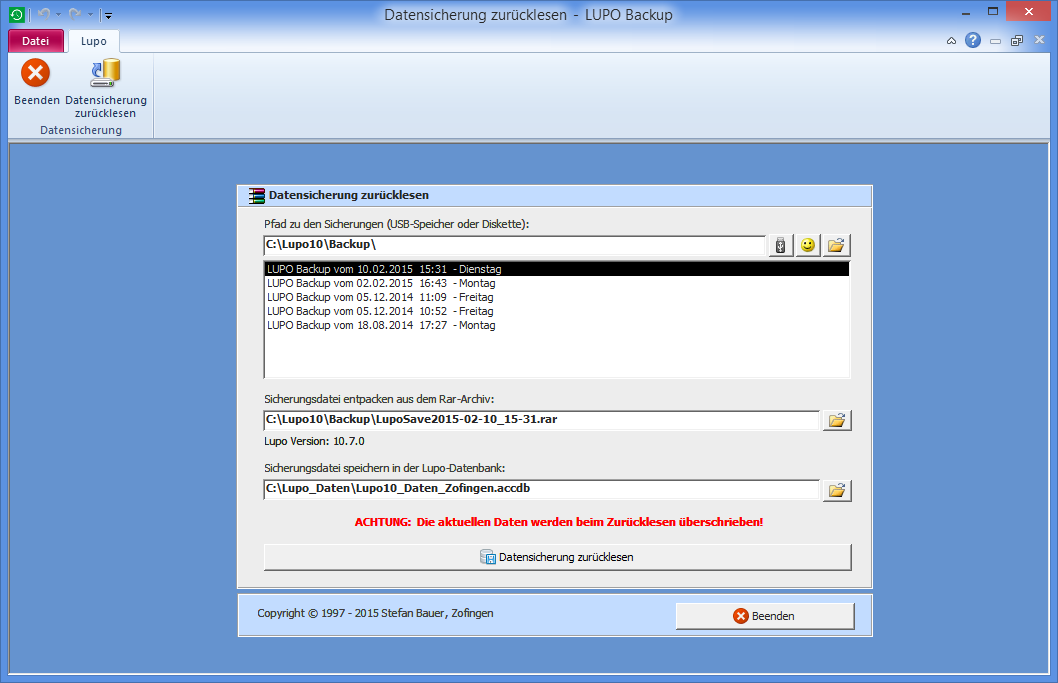 Datensicherung zurücklesen - LUPO Backup
Datei
Lupo
Beenden
Datensicherung
zurücklesen
Datensicherung
Datensicherung zurücklesen
Pfad zu den Sicherungen (USB-Speicher oder Diskette):
C:\Lupo10\Backup\
LUPO Backup vom 10.02.2015 15:31 - Dienstag
LUPO Backup vom 02.02.2015 16:43 - Montag
LUPO Backup vom 05.12.2014 11:09 - Freitag
LUPO Backup vom 05.12.2014 10:52 - Freitag
LUPO Backup vom 18.08.2014 17:27 - Montag
Sicherungsdatei entpacken aus dem Rar-Archiv:
C:\Lupo10\Backup\LupoSave2015-02-10_15-31.rar
Lupo Version: 10.7.0
Sicherungsdatei speichern in der Lupo-Datenbank:
C:\Lupo_Daten\Lupo10_Daten_Zofingen.accdb
ACHTUNG: Die aktuellen Daten werden beim Zurücklesen überschrieben!
Datensicherung zurücklesen
Copyright © 1997 - 2015 Stefan Bauer, Zofingen
Beenden